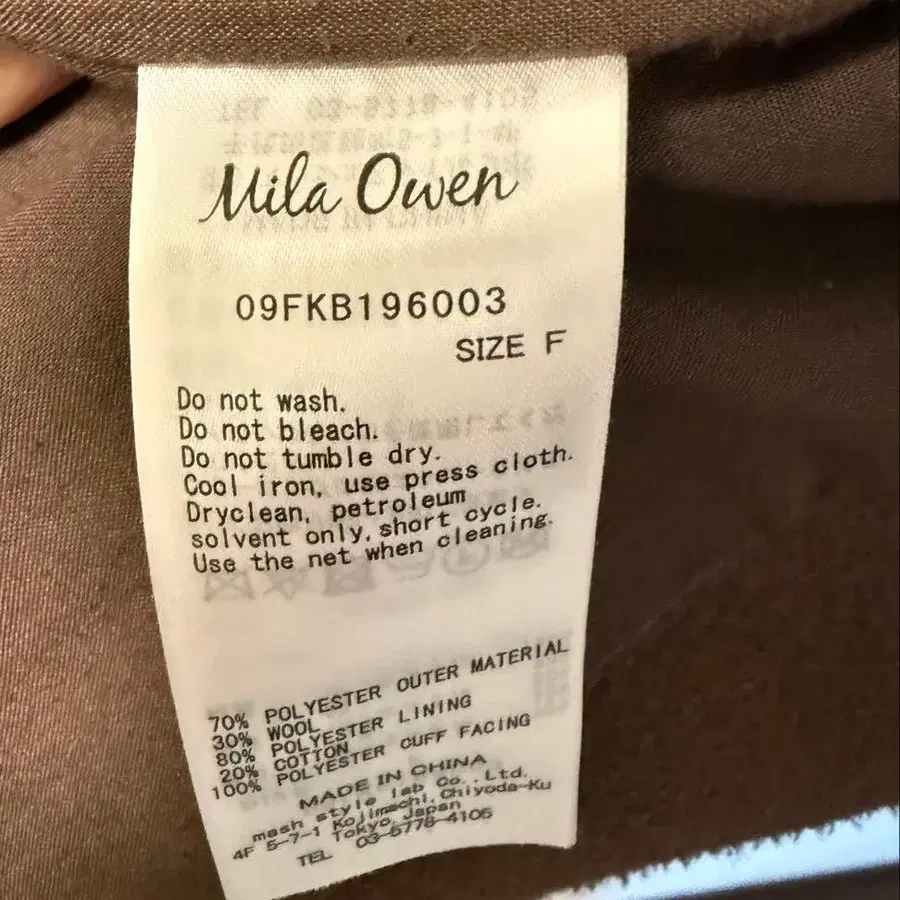 Mila Owen
09FKB196003
SIZE F
Do not wash.
Do not bleach.
Do not tumble dry.
Cool iron, use press cloth.
Dryclean, petroleum
solvent only, short cycle.
Use the net when cleaning.
70% POLYESTER OUTER MATERIAL
30% WOOL
80% POLYESTER LINING
20% COTTON
100% POLYESTER CUFF FACING
MADE IN CHINA
mash style lab Co.,Ltd.
4F 5-7-1 Kojimachi, Chiyoda-Ku
Tokyo, Japan
TEL 03-5778-4106